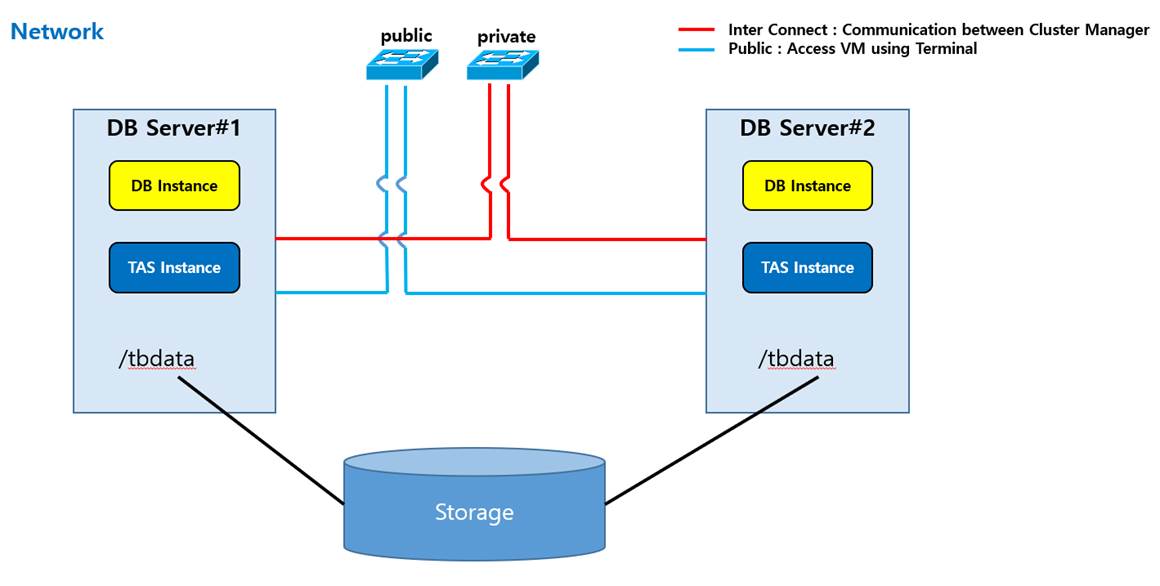 Network
public
private
Inter Connect : Communication between Cluster Manager
Public : Access VM using Terminal
DB Server#1
DB Instance
TAS Instance
/tbdata
DB Server#2
DB Instance
TAS Instance
/tbdata
Storage